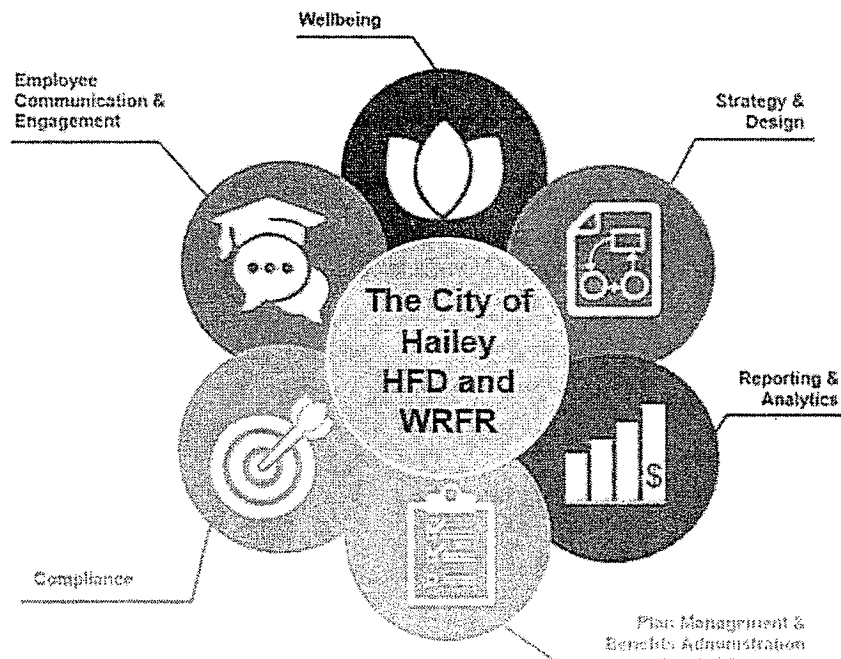 Wellbeing
Employee
Communication &
Engagement
Strategy &
Design
The City of
Hailey
HFD and
WRFR
Reporting &
Analytics
$
Compliance
Plan Management &
Benefits Administration